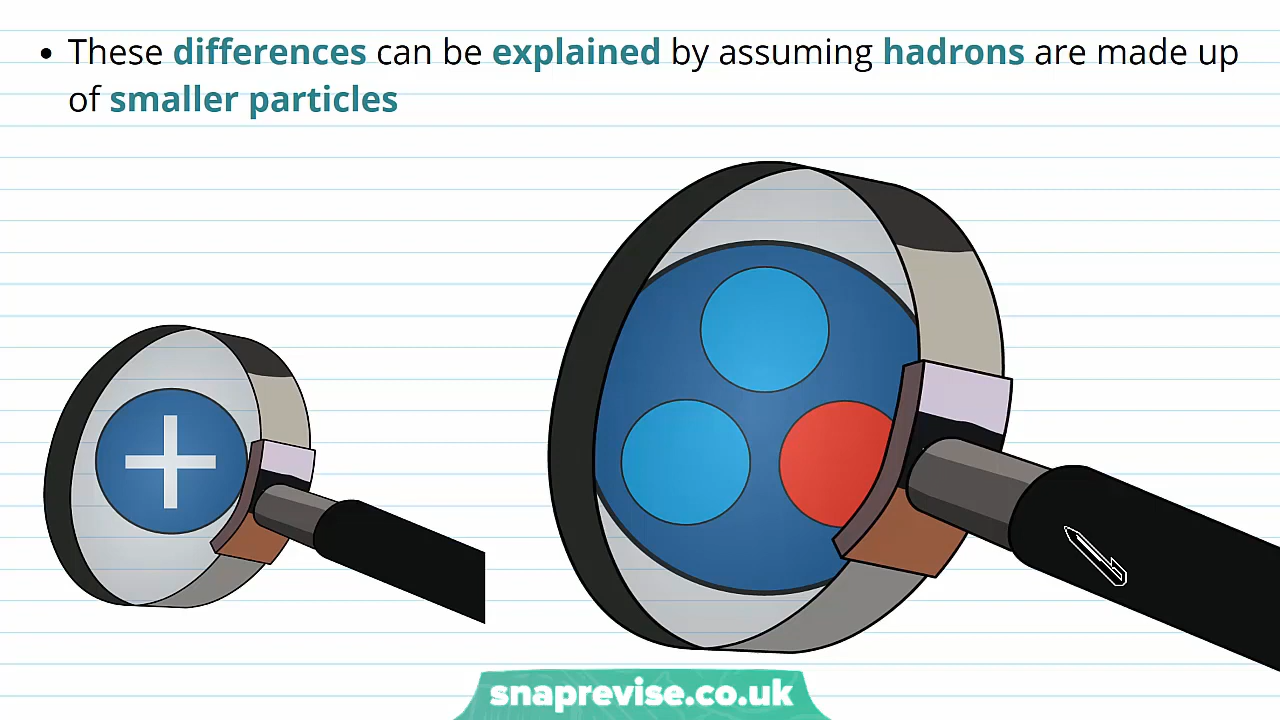 • These differences can be explained by assuming hadrons are made up
of smaller particles
+
snaprevise.co.uk